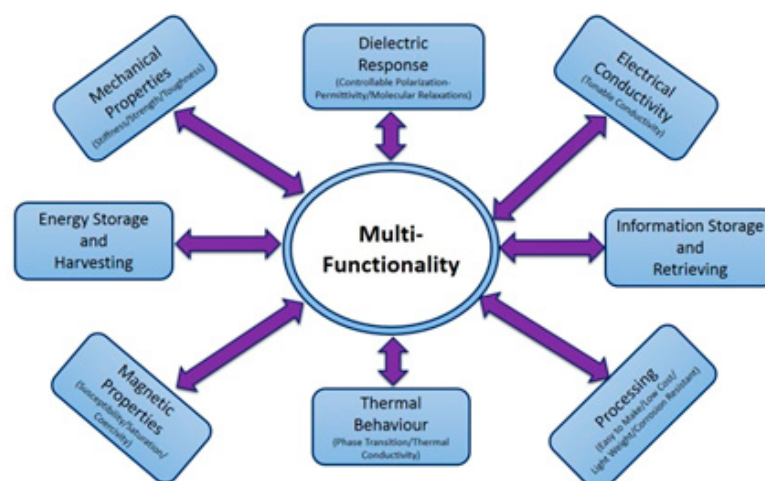 Mechanical
Properties
(Stiffness/Strength/Toughness)
Dielectric
Response
(Controllable Polarization-
Permittivity/Molecular Relaxations)
Electrical
Conductivity
(Tunable Conductivity)
Energy Storage
and
Harvesting
Multi-
Functionality
Information Storage
and
Retrieving
Magnetic
Properties
(Susceptibility/Saturation/
Coercivity)
Thermal
Behaviour
(Phase Transition/Thermal
Conductivity)
Processing
(Easy to Make/Low Cost/
Light Weight/Corrosion Resistant)